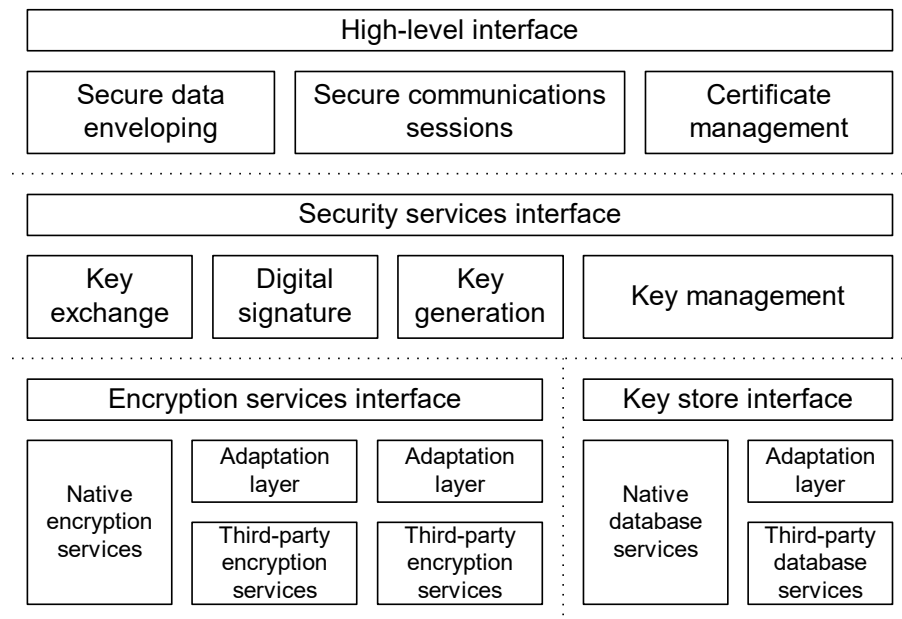 High-level interface
Secure data
enveloping
Secure communications
sessions
Certificate
management
Security services interface
Key
exchange
Digital
signature
Key
generation
Key management
Encryption services interface
Key store interface
Native
encryption
services
Adaptation
layer
Adaptation
layer
Third-party
encryption
services
Third-party
encryption
services
Native
database
services
Adaptation
layer
Third-party
database
services